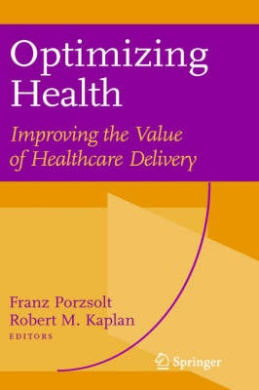 Optimizing
Health
Improving the Value
of Healthcare Delivery
Franz Porzsolt
Robert M. Kaplan
EDITORS
Springer